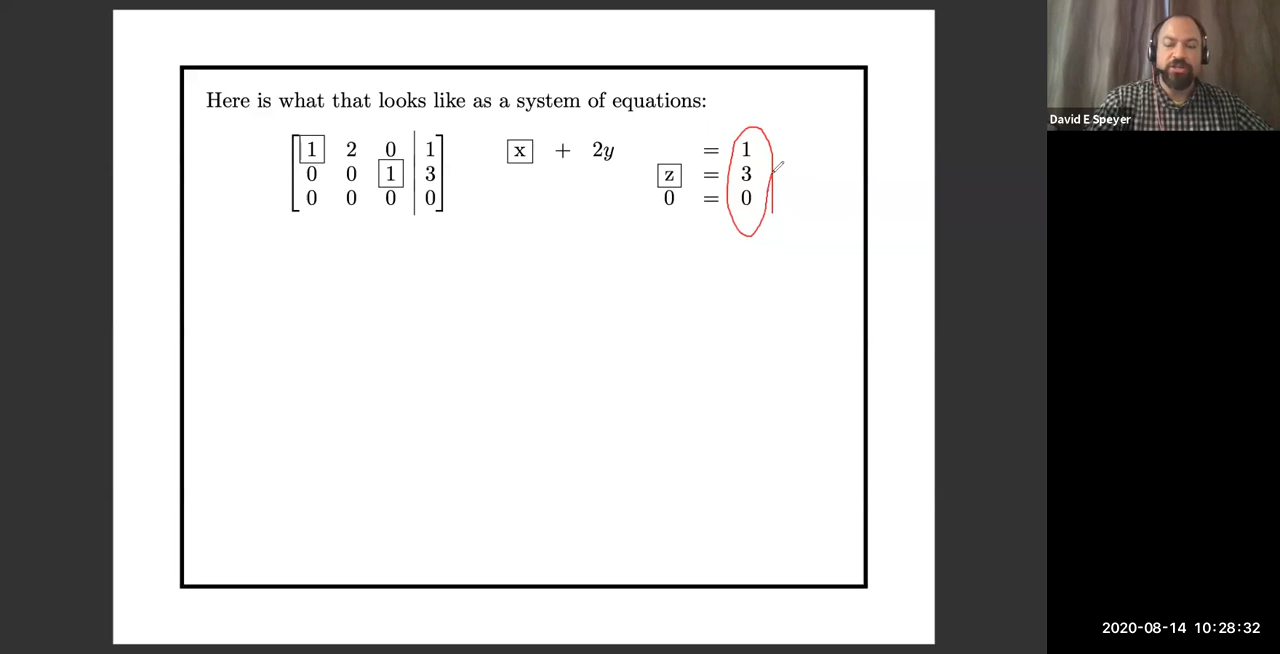 Here is what that looks like as a system of equations:
1 2 0 1 x + 2y = 1
0 0 1 3 z = 3
0 0 0 0 0 = 0
David E Speyer
2020-08-14 10:28:32